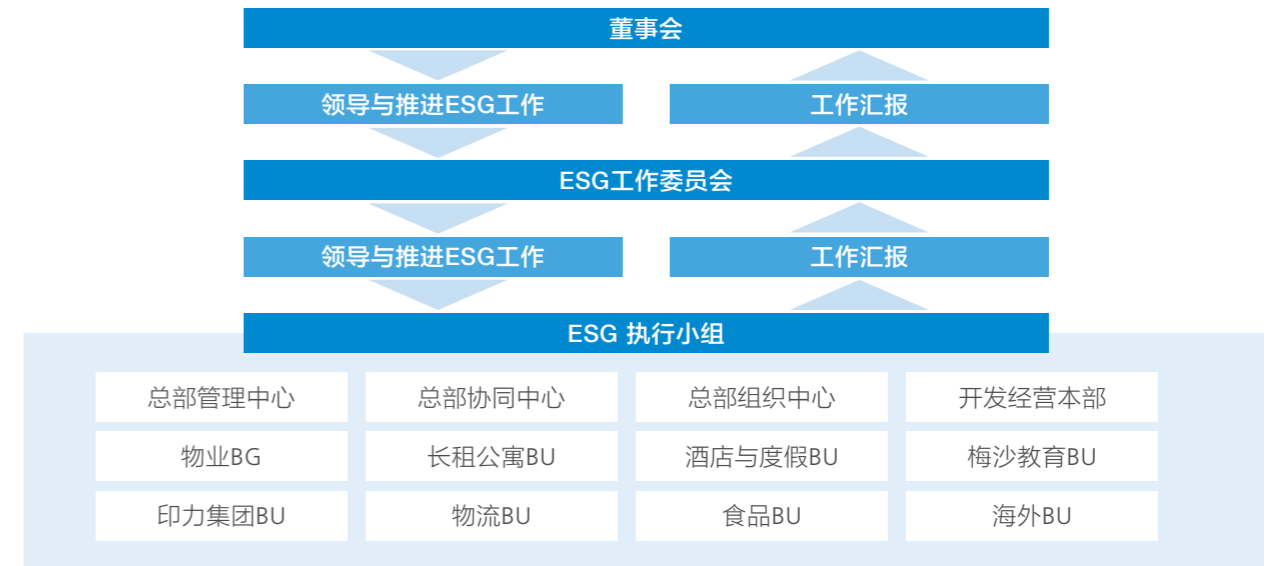 董事会
领导与推进ESG工作
工作汇报
ESG工作委员会
领导与推进ESG工作
工作汇报
ESG 执行小组
总部管理中心
总部协同中心
总部组织中心
开发经营本部
物业BG
长租公寓BU
酒店与度假BU
梅沙教育BU
印力集团BU
物流BU
食品BU
海外BU